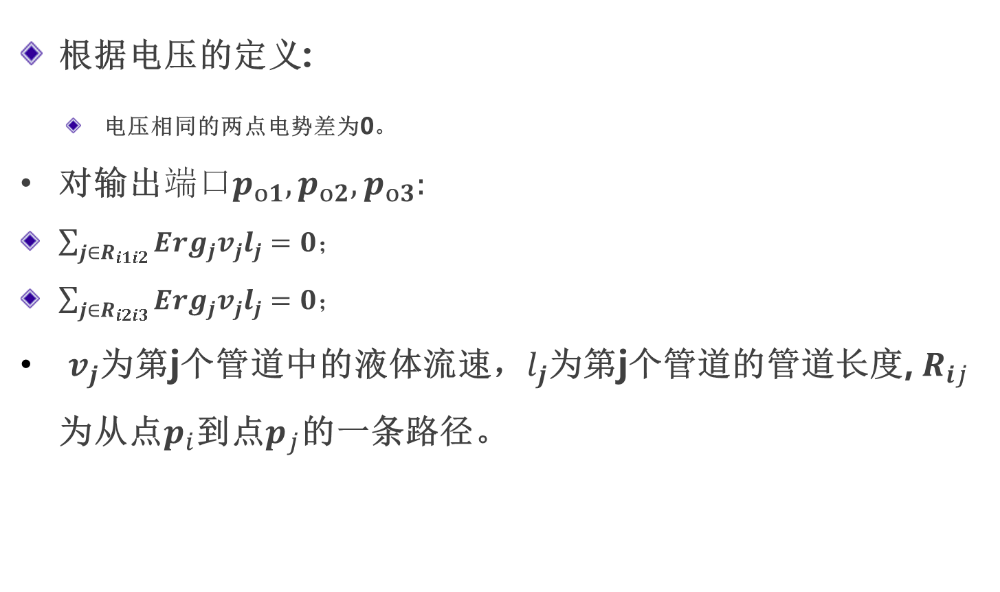 根据电压的定义:
电压相同的两点电势差为0。
• 对输出端口$p_{o1}, p_{o2}, p_{o3}$:
$\sum_{j \in R_{i1i2}} Erg_j v_j l_j = 0$；
$\sum_{j \in R_{i2i3}} Erg_j v_j l_j = 0$；
• $v_j$为第j个管道中的液体流速，$l_j$为第j个管道的管道长度, $R_{ij}$
为从点$p_i$到点$p_j$的一条路径。